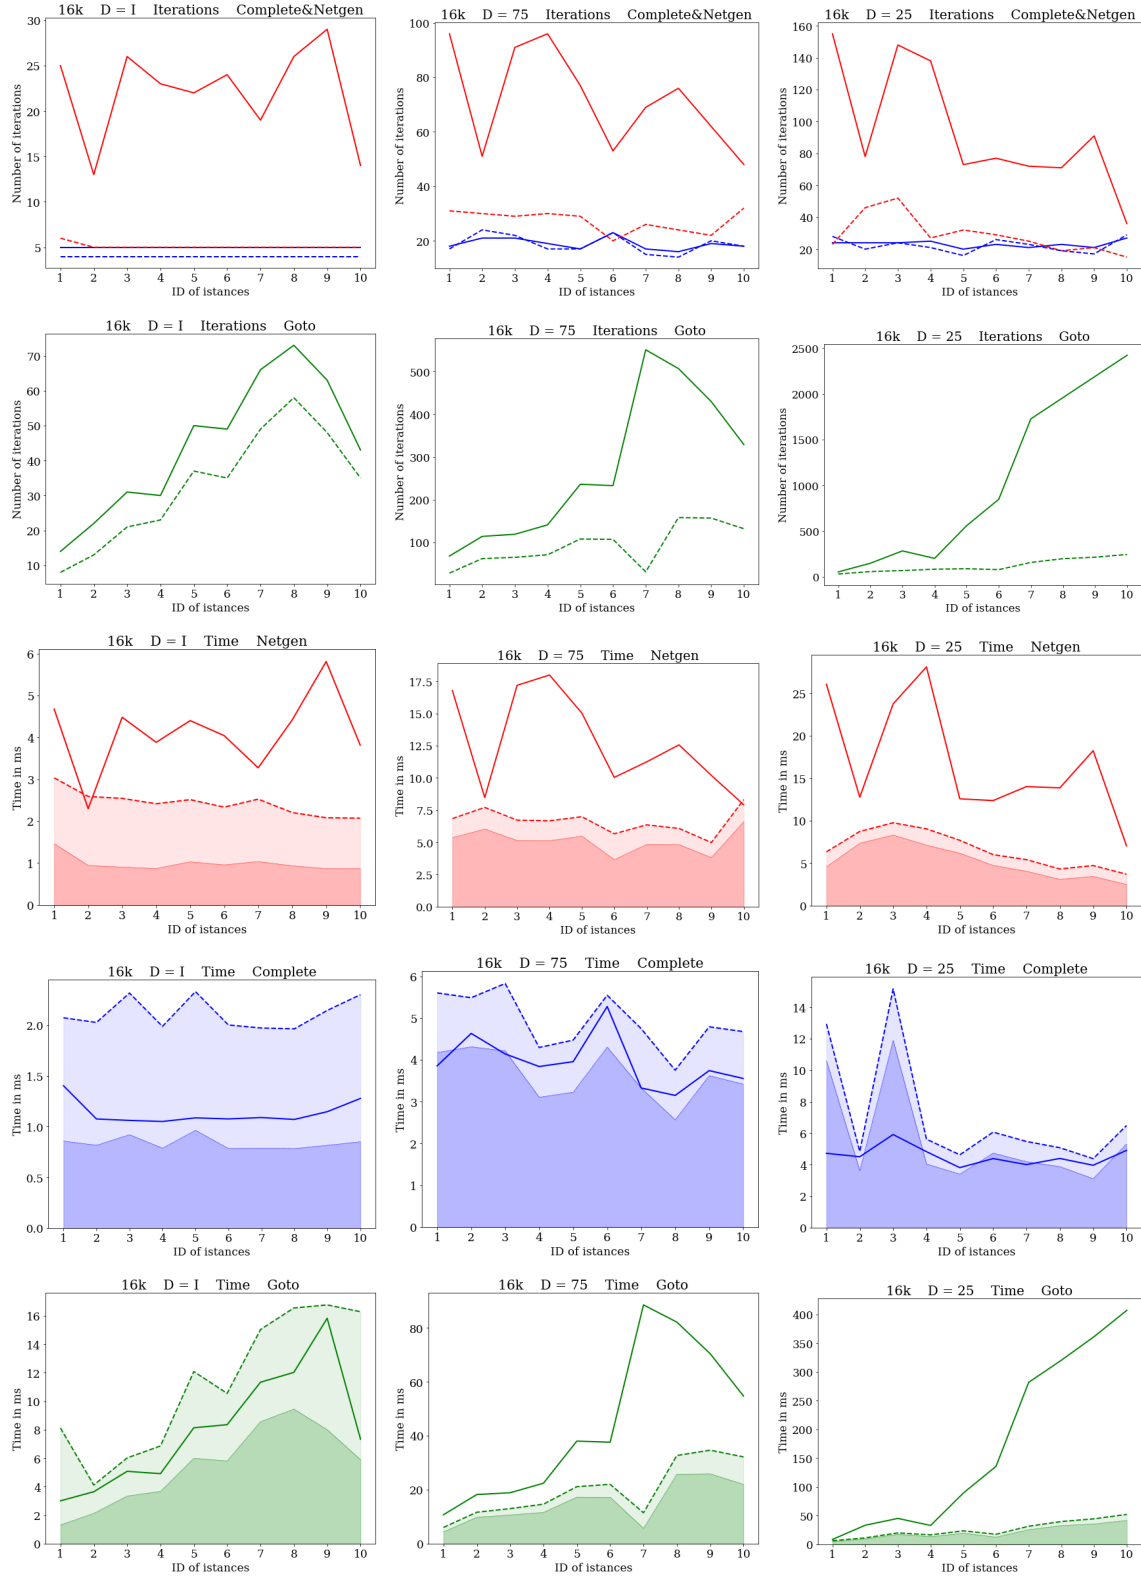 16k D = I Iterations Complete&Netgen
30
25
20
15
10
5
Number of iterations
1 2 3 4 5 6 7 8 9 10
ID of istances
16k D = 75 Iterations Complete&Netgen
100
80
60
40
20
Number of iterations
1 2 3 4 5 6 7 8 9 10
ID of istances
16k D = 25 Iterations Complete&Netgen
160
140
120
100
80
60
40
20
Number of iterations
1 2 3 4 5 6 7 8 9 10
ID of istances
16k D = I Iterations Goto
70
60
50
40
30
20
10
Number of iterations
1 2 3 4 5 6 7 8 9 10
ID of istances
16k D = 75 Iterations Goto
500
400
300
200
100
Number of iterations
1 2 3 4 5 6 7 8 9 10
ID of istances
16k D = 25 Iterations Goto
2500
2000
1500
1000
500
0
Number of iterations
1 2 3 4 5 6 7 8 9 10
ID of istances
16k D = I Time Netgen
6
5
4
3
2
1
0
Time in ms
1 2 3 4 5 6 7 8 9 10
ID of istances
16k D = 75 Time Netgen
17.5
15.0
12.5
10.0
7.5
5.0
2.5
0.0
Time in ms
1 2 3 4 5 6 7 8 9 10
ID of istances
16k D = 25 Time Netgen
25
20
15
10
5
0
Time in ms
1 2 3 4 5 6 7 8 9 10
ID of istances
16k D = I Time Complete
2.0
1.5
1.0
0.5
0.0
Time in ms
1 2 3 4 5 6 7 8 9 10
ID of istances
16k D = 75 Time Complete
6
5
4
3
2
1
0
Time in ms
1 2 3 4 5 6 7 8 9 10
ID of istances
16k D = 25 Time Complete
14
12
10
8
6
4
2
0
Time in ms
1 2 3 4 5 6 7 8 9 10
ID of istances
16k D = I Time Goto
16
14
12
10
8
6
4
2
0
Time in ms
1 2 3 4 5 6 7 8 9 10
ID of istances
16k D = 75 Time Goto
80
60
40
20
0
Time in ms
1 2 3 4 5 6 7 8 9 10
ID of istances
16k D = 25 Time Goto
400
350
300
250
200
150
100
50
0
Time in ms
1 2 3 4 5 6 7 8 9 10
ID of istances